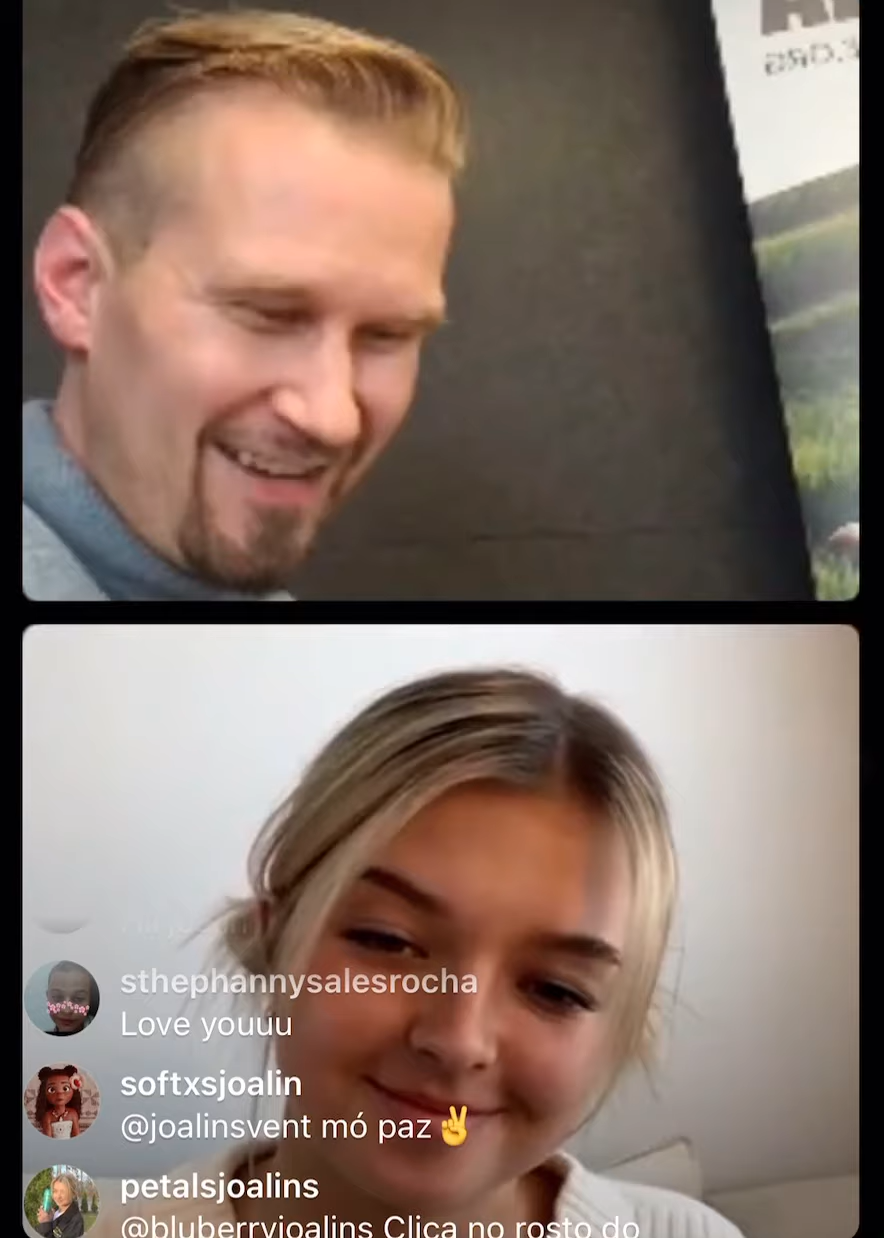 sthephannysalesrocha
Love youuu
softxsjoalin
@joalinsvent mó paz✌️
petalsjoalins
@bluberryjoalins Clica no rosto do